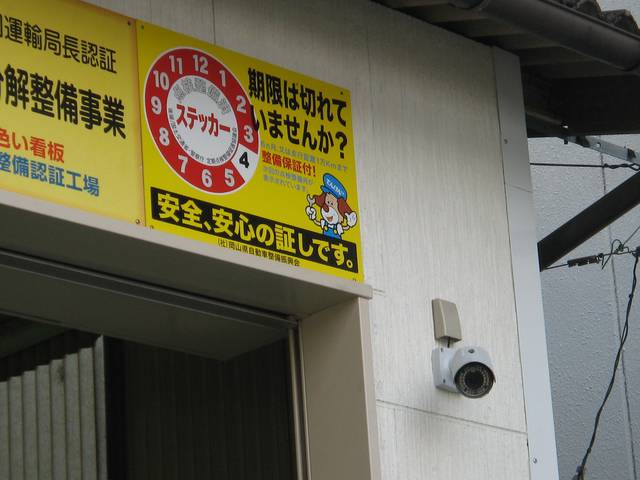 運輸局長認証
解整備事業
色い看板
整備認証工場
12
1
2
3
4
5
6
7
8
9
10
11
ステッカー
期限は切れて
いませんか?
整備保証付!
安全、安心の証しです。
(社)岡山県自動車整備振興会